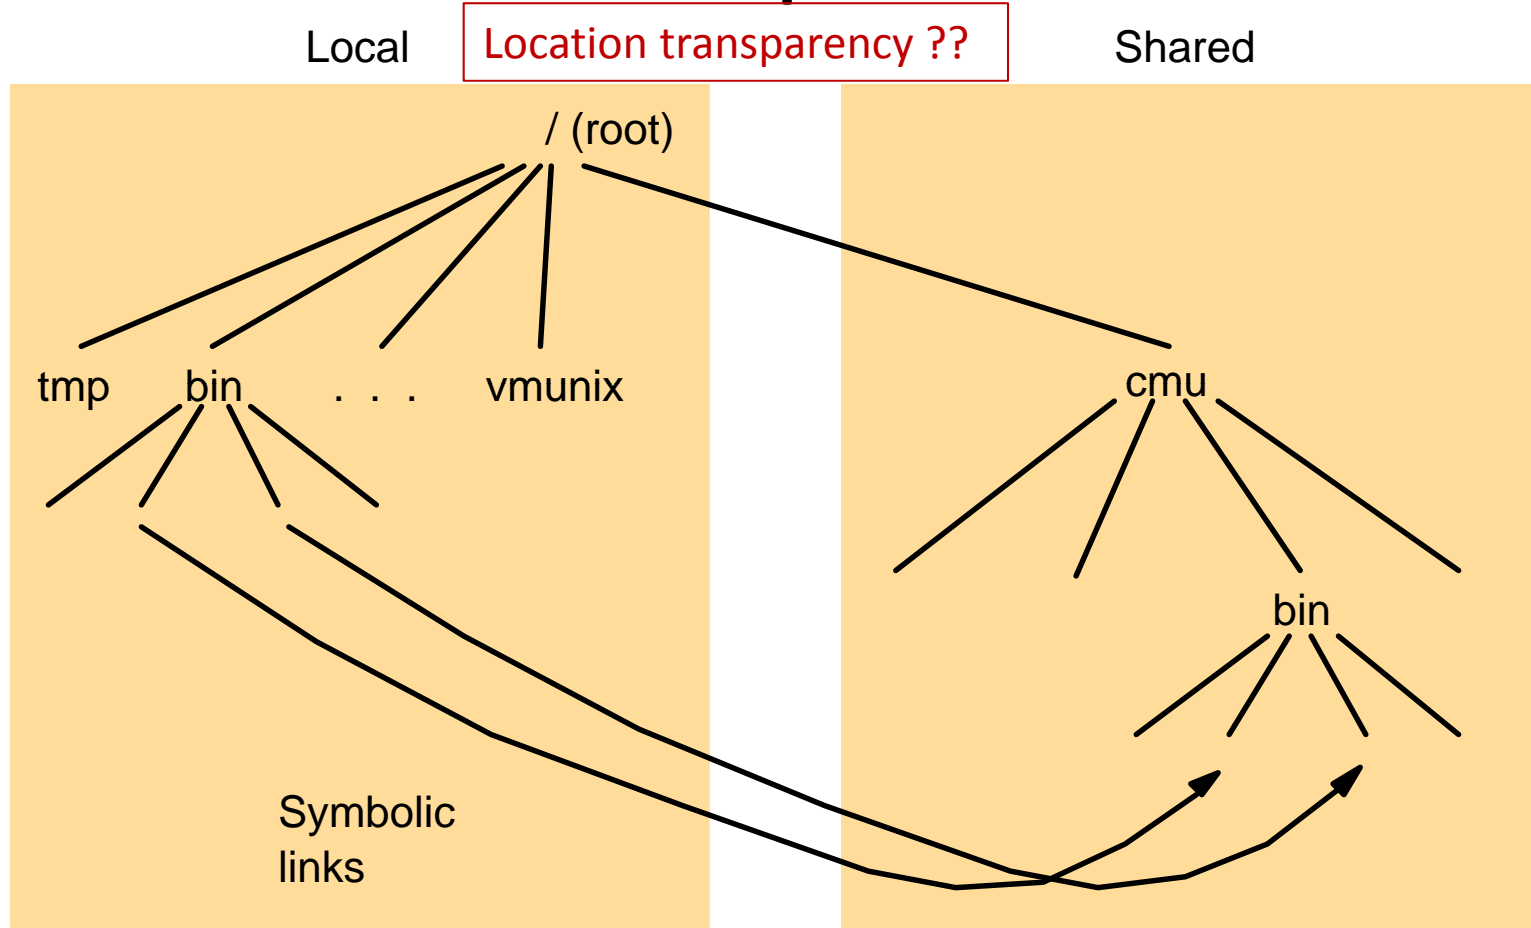 Local
Location transparency ??
Shared
/ (root)
tmp
bin
. . .
vmunix
cmu
bin
Symbolic
links